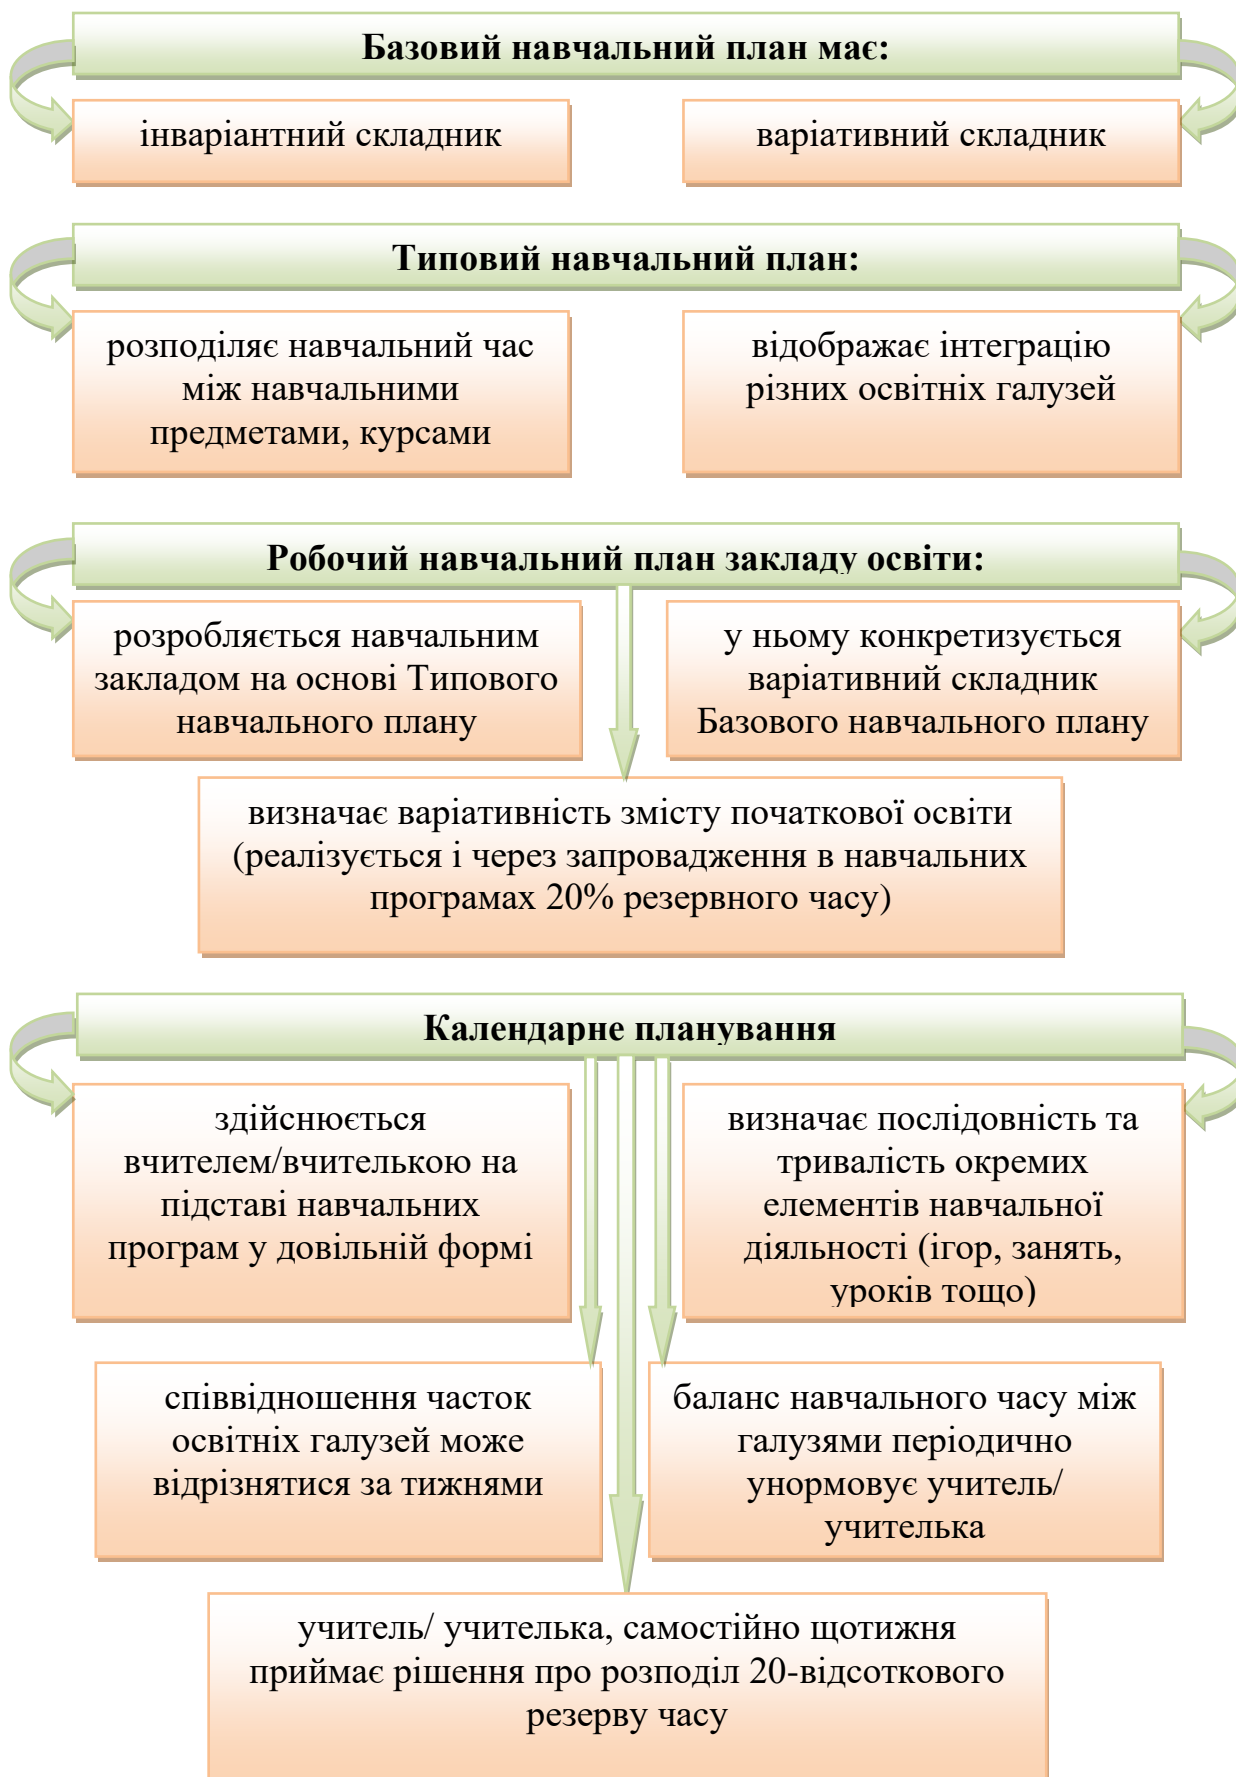 Базовий навчальний план має:
інваріантний складник
варіативний складник
Типовий навчальний план:
розподіляє навчальний час
між навчальними
предметами, курсами
відображає інтеграцію
різних освітніх галузей
Робочий навчальний план закладу освіти:
розробляється навчальним
закладом на основі Типового
навчального плану
у ньому конкретизується
варіативний складник
Базового навчального плану
визначає варіативність змісту початкової освіти
(реалізується і через запровадження в навчальних
програмах 20% резервного часу)
Календарне планування
здійснюється
вчителем/вчителькою на
підставі навчальних
програм у довільній формі
визначає послідовність та
тривалість окремих
елементів навчальної
діяльності (ігор, занять,
уроків тощо)
співвідношення часток
освітніх галузей може
відрізнятися за тижнями
баланс навчального часу між
галузями періодично
унормовує учитель/
учителька
учитель/ учителька, самостійно щотижня
приймає рішення про розподіл 20-відсоткового
резерву часу